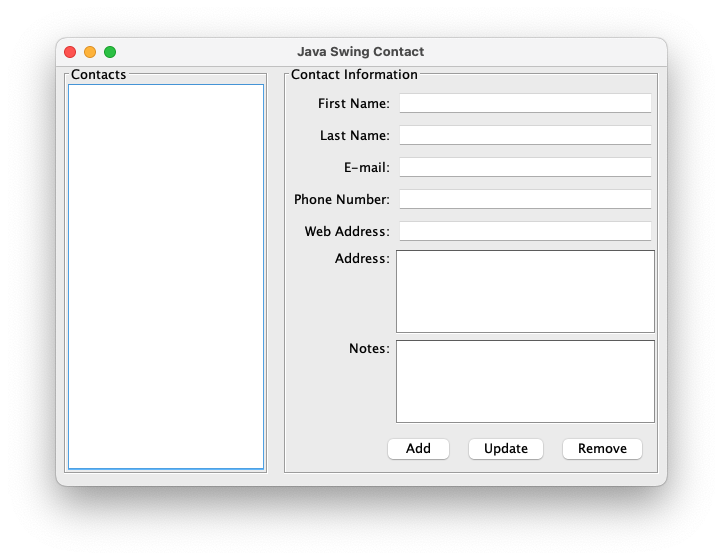 Java Swing Contact
Contacts
Contact Information
First Name:
Last Name:
E-mail:
Phone Number:
Web Address:
Address:
Notes:
Add
Update
Remove